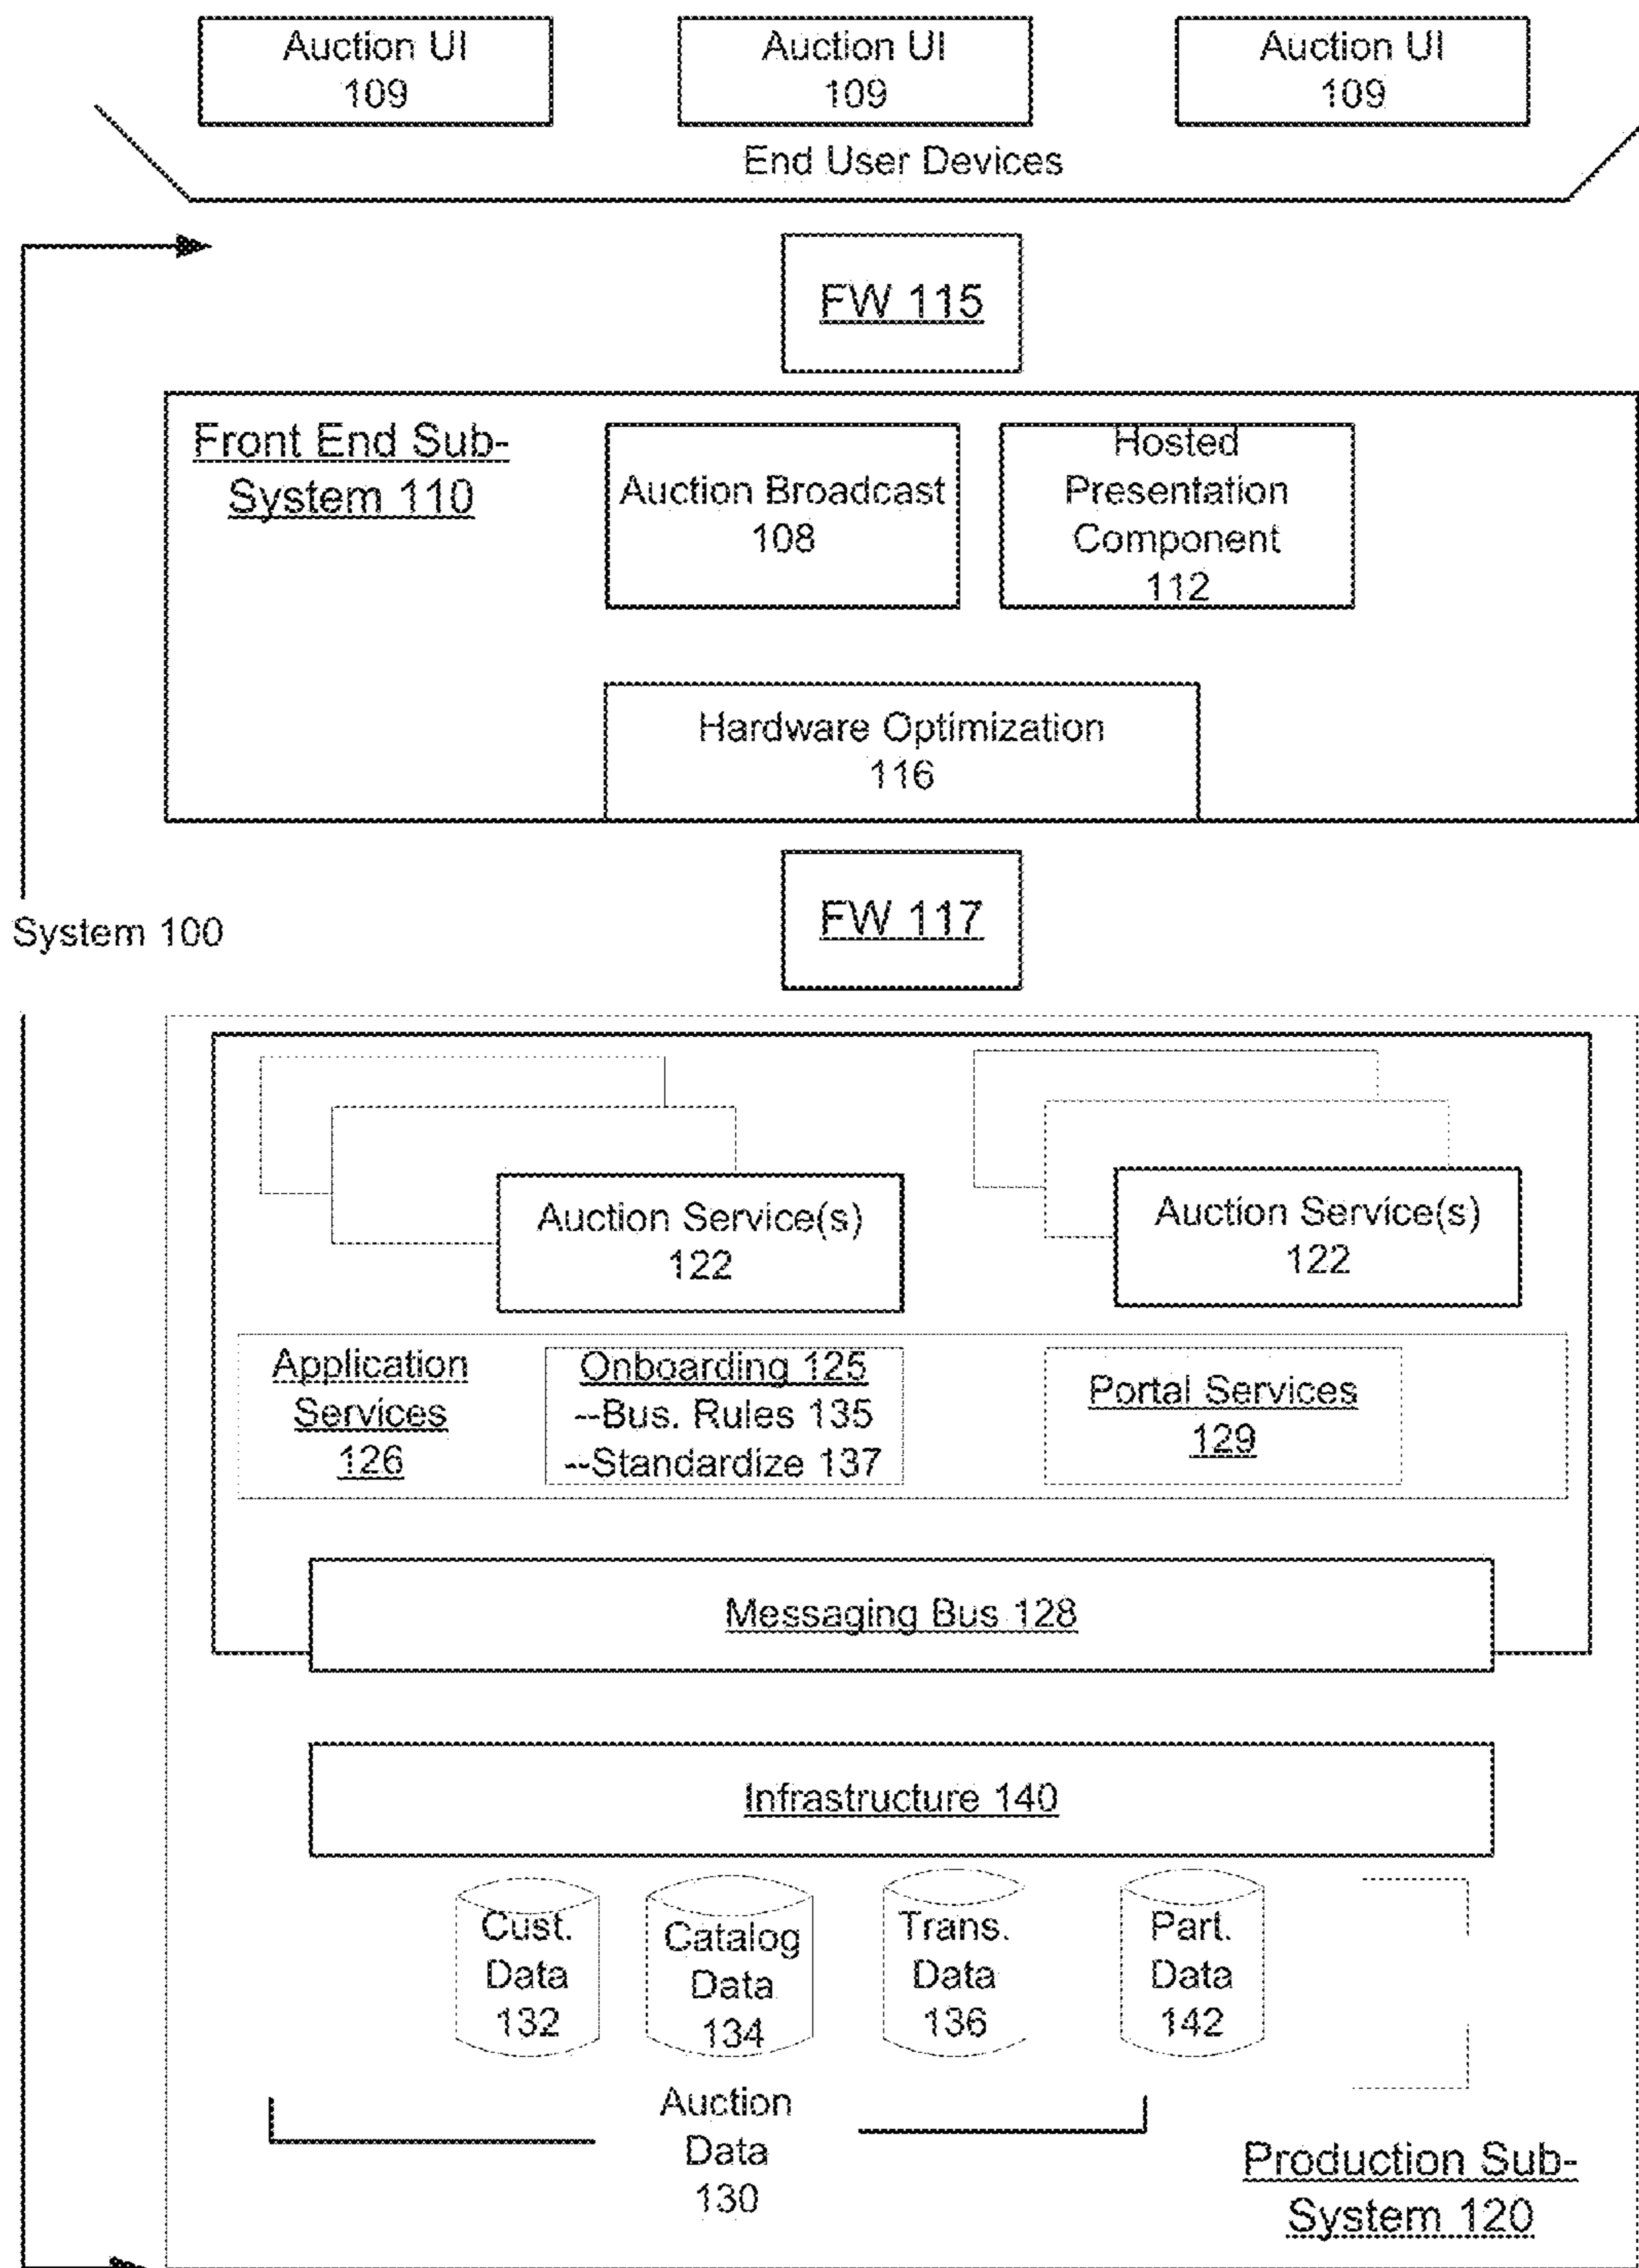 Auction UI
109
Auction UI
109
Auction UI
109
End User Devices
FW 115
Front End Sub-
System 110
Auction Broadcast
108
Hosted
Presentation
Component
112
Hardware Optimization
116
System 100
FW 117
Auction Service(s)
122
Auction Service(s)
122
Application
Services
126
Onboarding 125
--Bus. Rules 135
--Standardize 137
Portal Services
129
Messaging Bus 128
Infrastructure 140
Cust.
Data
132
Catalog
Data
134
Trans.
Data
136
Part.
Data
142
Auction
Data
130
Production Sub-
System 120